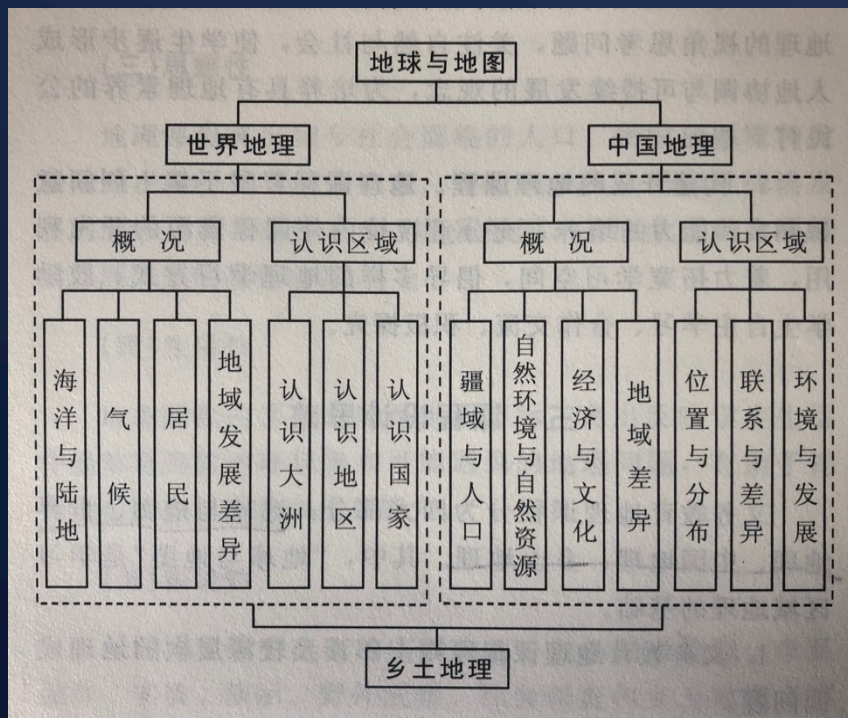 地球与地图
世界地理
中国地理
概 况
认识区域
概 况
认识区域
海洋与陆地
气候
居民
地域发展差异
认识大洲
认识地区
认识国家
疆域与人口
自然环境与自然资源
经济与文化
地域差异
位置与分布
联系与差异
环境与发展
乡土地理